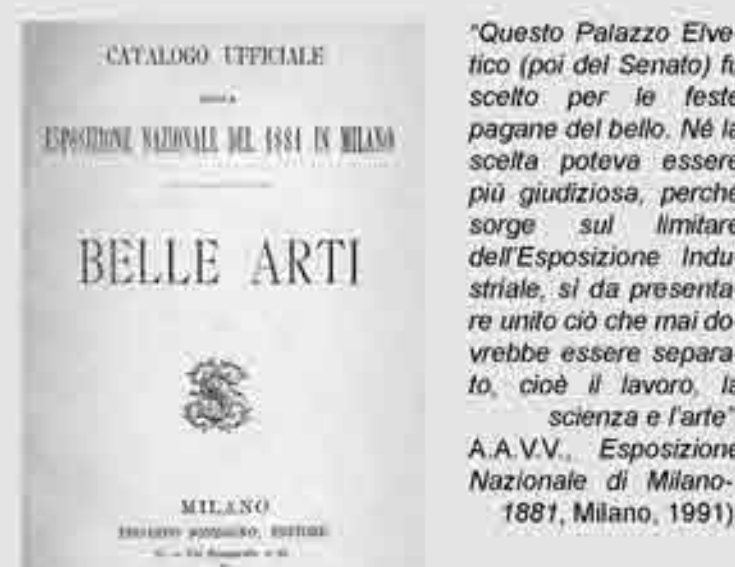 CATALOGO UFFICIALE
ESPOSIZIONE NAZIONALE DEL 1881 IN MILANO
BELLE ARTI
MILANO
"Questo Palazzo Elve-
tico (poi del Senato) fu
scelto per le feste
pagane del bello. Né la
scelta poteva essere
più giudiziosa, perché
sorge sul limitare
dell'Esposizione Indu-
striale, sì da presenta-
re unito ciò che mai do-
vrebbe essere separa-
to, cioè il lavoro, la
scienza e l'arte"
A.A.V.V., Esposizione
Nazionale di Milano-
1881, Milano, 1991)